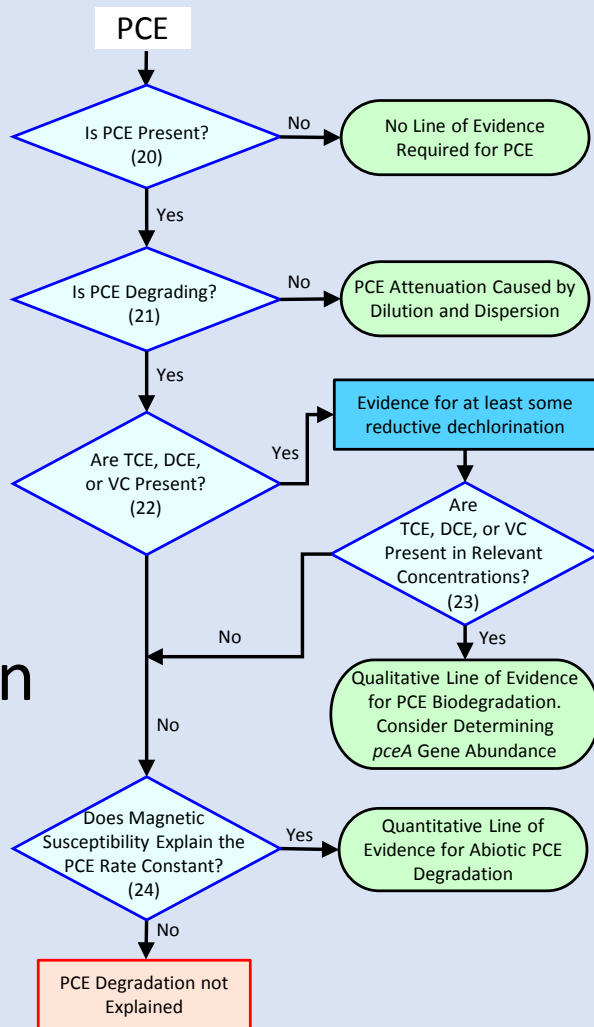 PCE
Is PCE Present?
(20)
No
No Line of Evidence
Required for PCE
Yes
Is PCE Degrading?
(21)
No
PCE Attenuation Caused by
Dilution and Dispersion
Yes
Are TCE, DCE,
or VC Present?
(22)
Yes
Evidence for at least some
reductive dechlorination
Are
TCE, DCE, or VC
Present in Relevant
Concentrations?
(23)
No
Yes
Qualitative Line of Evidence
for PCE Biodegradation.
Consider Determining
pceA Gene Abundance
n
No
Does Magnetic
Susceptibility Explain the
PCE Rate Constant?
(24)
Yes
Quantitative Line of
Evidence for Abiotic PCE
Degradation
No
PCE Degradation not
Explained